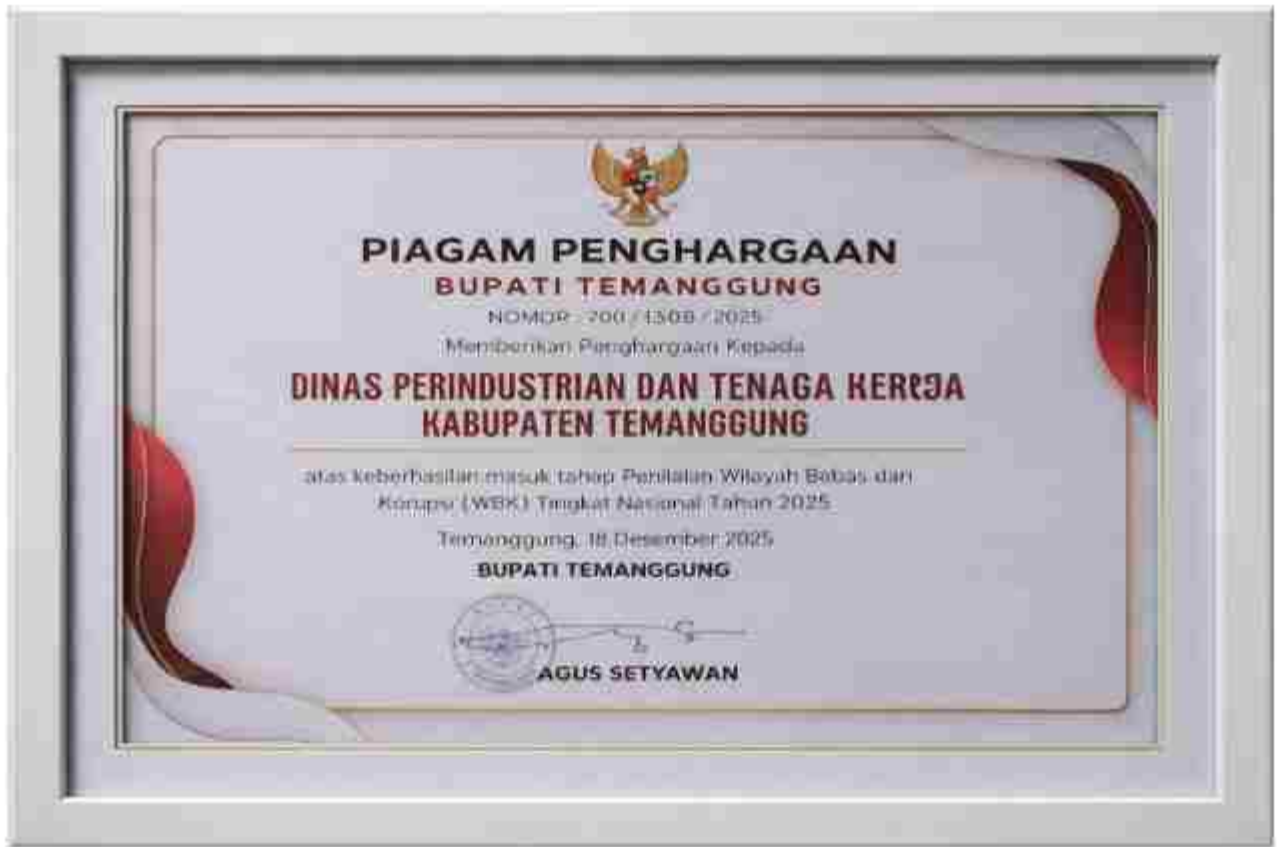 PIAGAM PENGHARGAAN
BUPATI TEMANGGUNG
NOMOR : 700 / 1308 / 2025
Memberikan Penghargaan Kepada
DINAS PERINDUSTRIAN DAN TENAGA KERJA
KABUPATEN TEMANGGUNG
atas keberhasilan masuk tahap Penilaian Wilayah Bebas dari
Korupsi (WBK) Tingkat Nasional Tahun 2025
Temanggung, 18 Desember 2025
BUPATI TEMANGGUNG
AGUS SETYAWAN